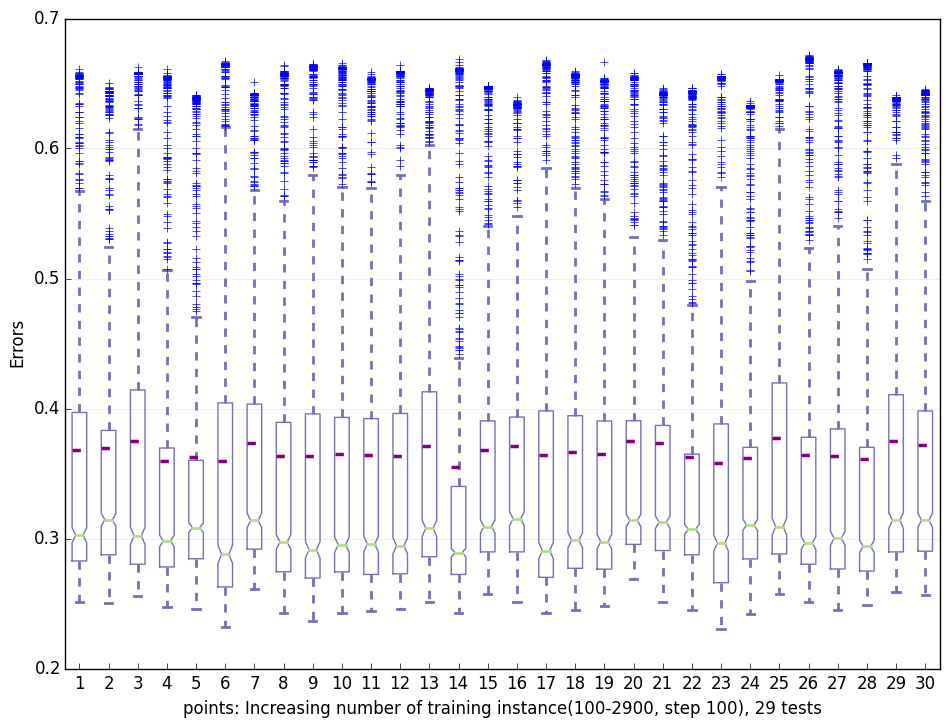 0.7
0.6
0.5
0.4
0.3
0.2
Errors
1 2 3 4 5 6 7 8 9 10 11 12 13 14 15 16 17 18 19 20 21 22 23 24 25 26 27 28 29 30
points: Increasing number of training instance(100-2900, step 100), 29 tests